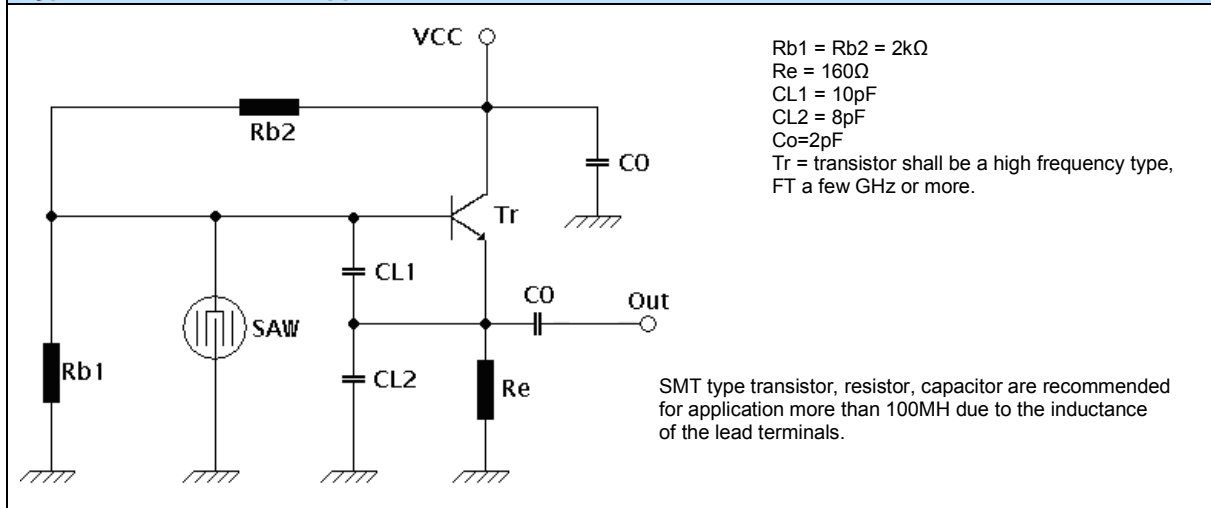 VCC
Rb2
C0
Tr
CL1
C0
Out
SAW
Rb1
CL2
Re
Rb1 = Rb2 = 2kΩ
Re = 160Ω
CL1 = 10pF
CL2 = 8pF
Co=2pF
Tr = transistor shall be a high frequency type,
FT a few GHz or more.
SMT type transistor, resistor, capacitor are recommended
for application more than 100MH due to the inductance
of the lead terminals.